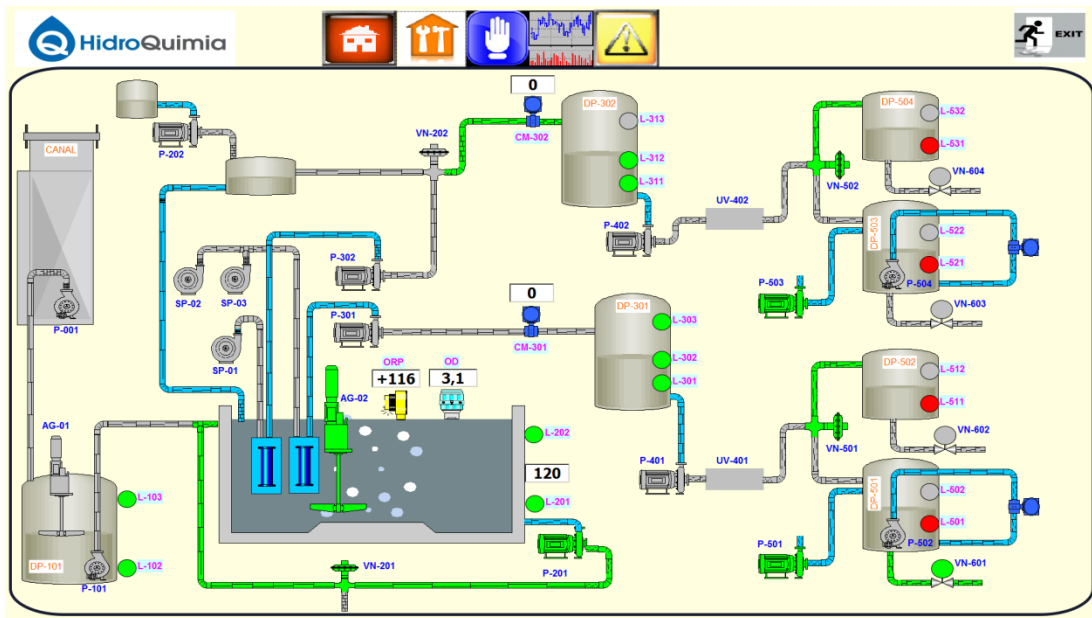 HidroQuimia
EXIT
0
DP-302
DP-504
L-532
L-313
CM-302
VN-202
P-202
CANAL
L-531
L-312
L-311
VN-502
VN-604
UV-402
P-402
DP-503
L-522
P-302
SP-02
SP-03
P-503
L-521
P-504
0
DP-301
VN-603
P-301
P-001
L-303
CM-301
SP-01
ORP
OD
+116
3,1
L-302
L-301
DP-502
L-512
L-511
AG-02
AG-01
L-202
VN-501
VN-602
P-401
UV-401
120
L-201
DP-501
L-502
L-501
L-103
DP-101
L-102
P-101
P-201
VN-201
P-501
P-502
VN-601